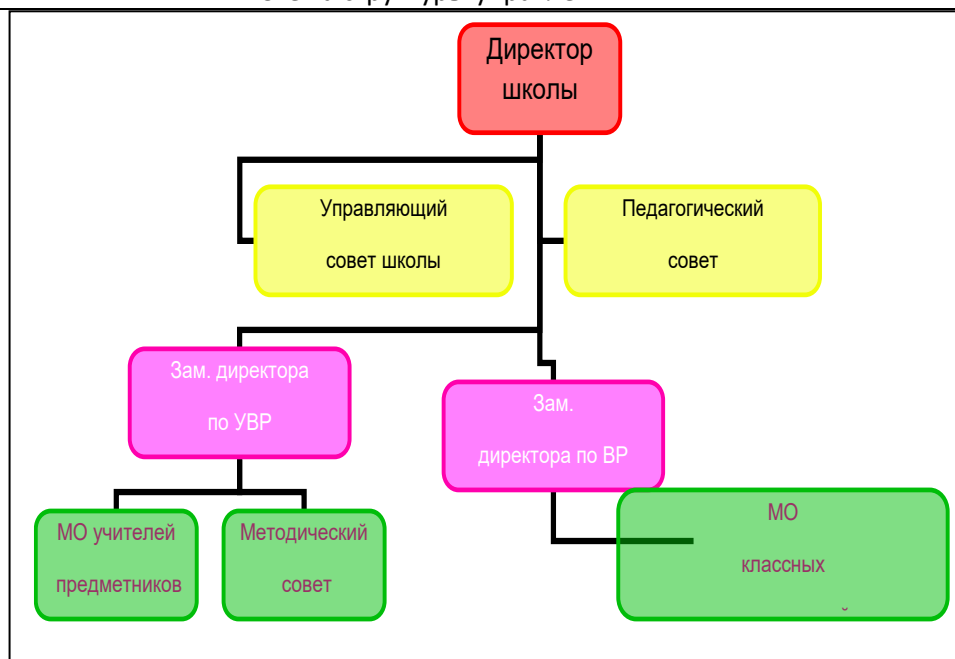 Директор
школы
Управляющий
совет школы
Педагогический
совет
Зам. директора
по УВР
Зам.
директора по ВР
МО учителей
предметников
Методический
совет
МО
классных